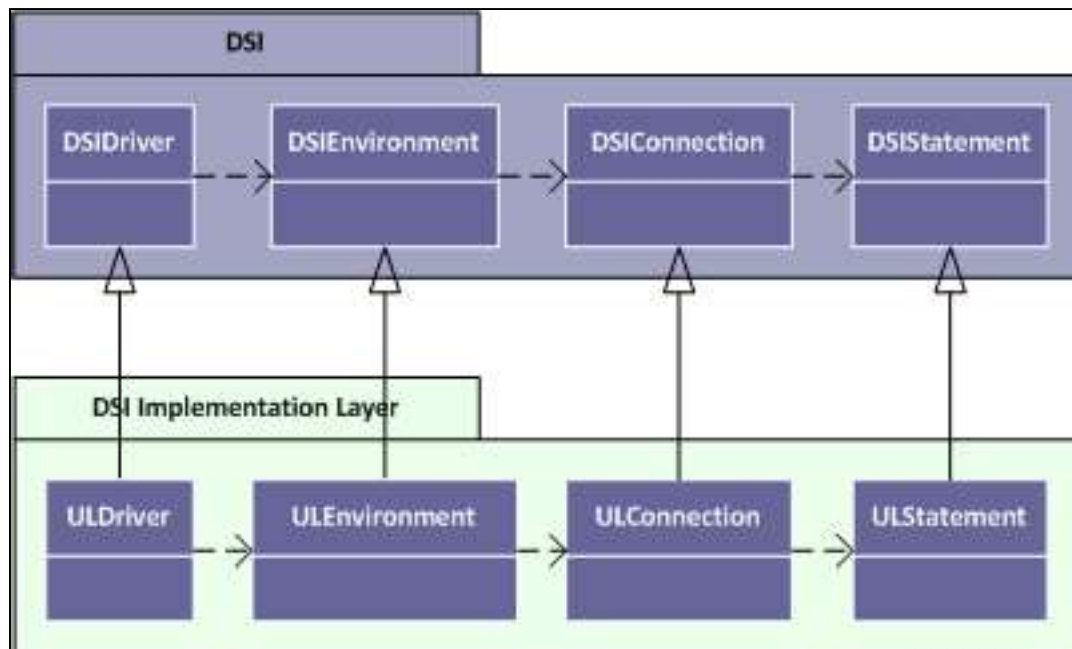 DSI
DSIDriver
DSIEnvironment
DSIConnection
DSIStatement
DSI Implementation Layer
ULDriver
ULEnvironment
ULConnection
ULStatement